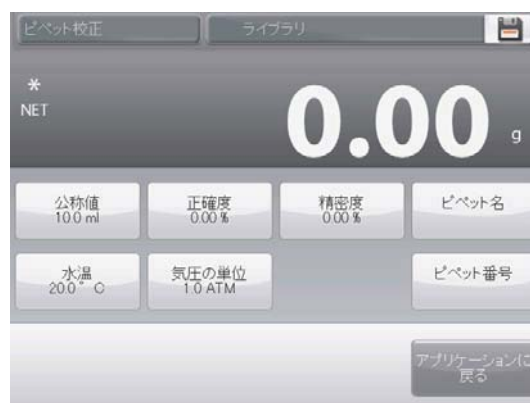 ピペット校正
ライブラリ
*
NET
0.00 g
公称値
10.0 ml
正確度
0.00 %
精密度
0.00 %
ピペット名
水温
20.0° C
気圧の単位
1.0 ATM
ピペット番号
アプリケーションに
戻る